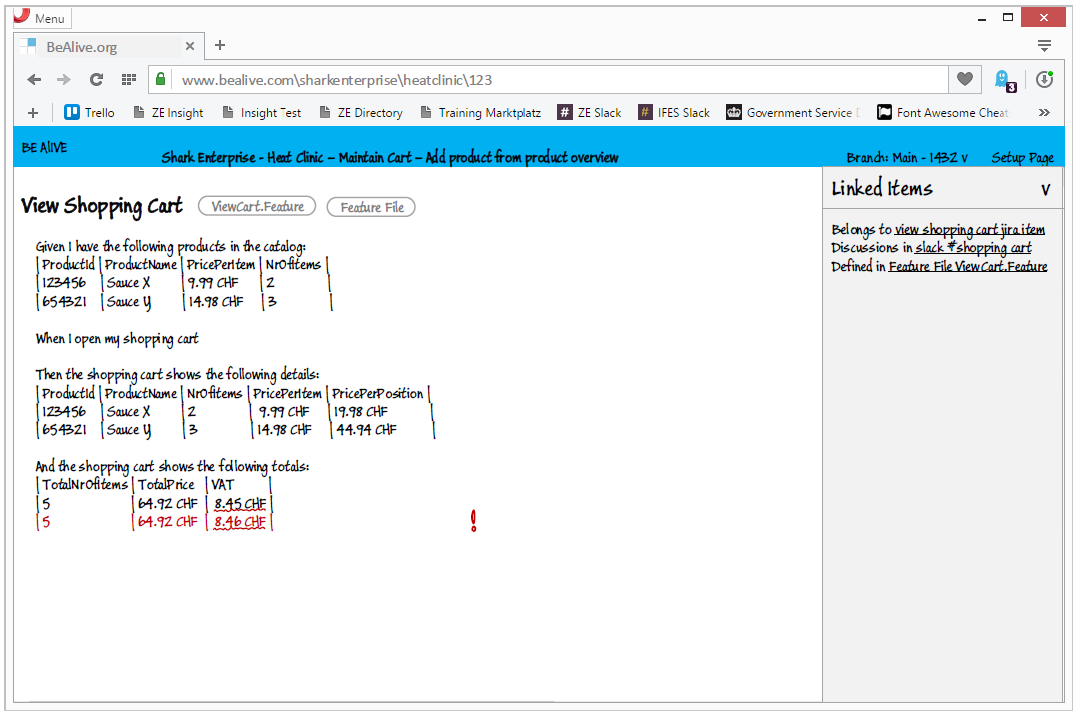 Menu
BeAlive.org
www.bealive.com\sharkenterprise\heatclinic\123
3
Trello ZE Insight Insight Test ZE Directory Training Marktplatz ZE Slack IFES Slack Government Service D Font Awesome Cheat
BE AlIVE
Shark Enterprise - Heat Clinic – Maintain Cart – Add product from product overview
Branch: Main - 1432 v Setup Page
View Shopping Cart ViewCart.Feature Feature File
Given I have the following products in the catalog:
| ProductId | ProductName | PricePerItem | NrOfItems |
| 123456 | Sauce X | 9.99 CHF | 2 |
| 654321 | Sauce Y | 14.98 CHF | 3 |
When I open my shopping cart
Then the shopping cart shows the following details:
| ProductId | ProductName | NrOfItems | PricePerItem | PricePerPosition |
| 123456 | Sauce X | 2 | 9.99 CHF | 19.98 CHF |
| 654321 | Sauce Y | 3 | 14.98 CHF | 44.94 CHF |
And the shopping cart shows the following totals:
| TotalNrOfItems | TotalPrice | VAT |
| 5 | 64.92 CHF | 8.45 CHF |
| 5 | 64.92 CHF | 8.46 CHF | !
Linked Items v
Belongs to view shopping cart jira item
Discussions in slack #shopping cart
Defined in Feature File ViewCart.Feature